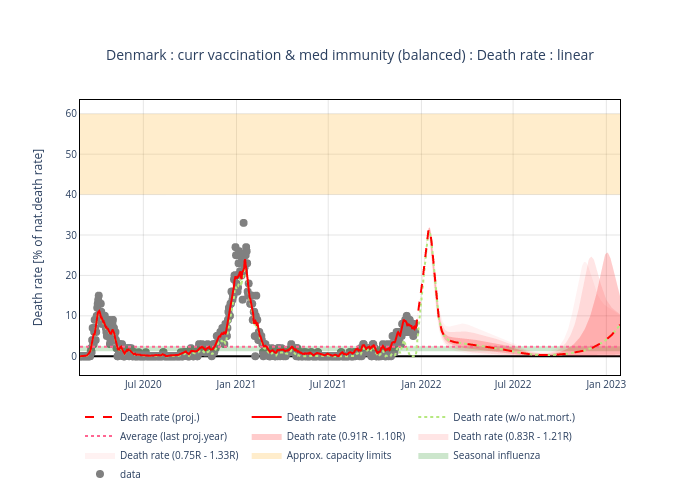 Denmark : curr vaccination & med immunity (balanced) : Death rate : linear
Death rate [% of nat.death rate]
60
50
40
30
20
10
0
Jul 2020
Jan 2021
Jul 2021
Jan 2022
Jul 2022
Jan 2023
Death rate (proj.)
Death rate
Death rate (w/o nat.mort.)
Average (last proj.year)
Death rate (0.91R - 1.10R)
Death rate (0.83R - 1.21R)
Death rate (0.75R - 1.33R)
Approx. capacity limits
Seasonal influenza
data